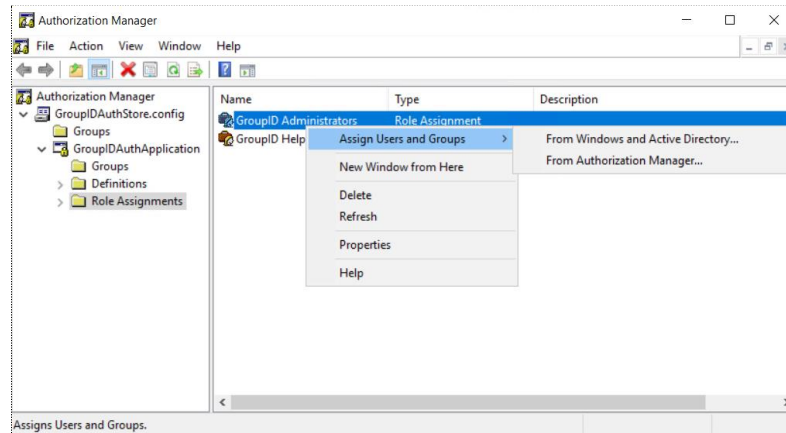 Authorization Manager
File Action View Window Help
Authorization Manager
GroupIDAuthStore.config
Groups
GroupIDAuthApplication
Groups
Definitions
Role Assignments
Name Type Description
GroupID Administrators Role Assignment
GroupID Help
Assign Users and Groups
New Window from Here
Delete
Refresh
Properties
Help
From Windows and Active Directory...
From Authorization Manager...
Assigns Users and Groups.